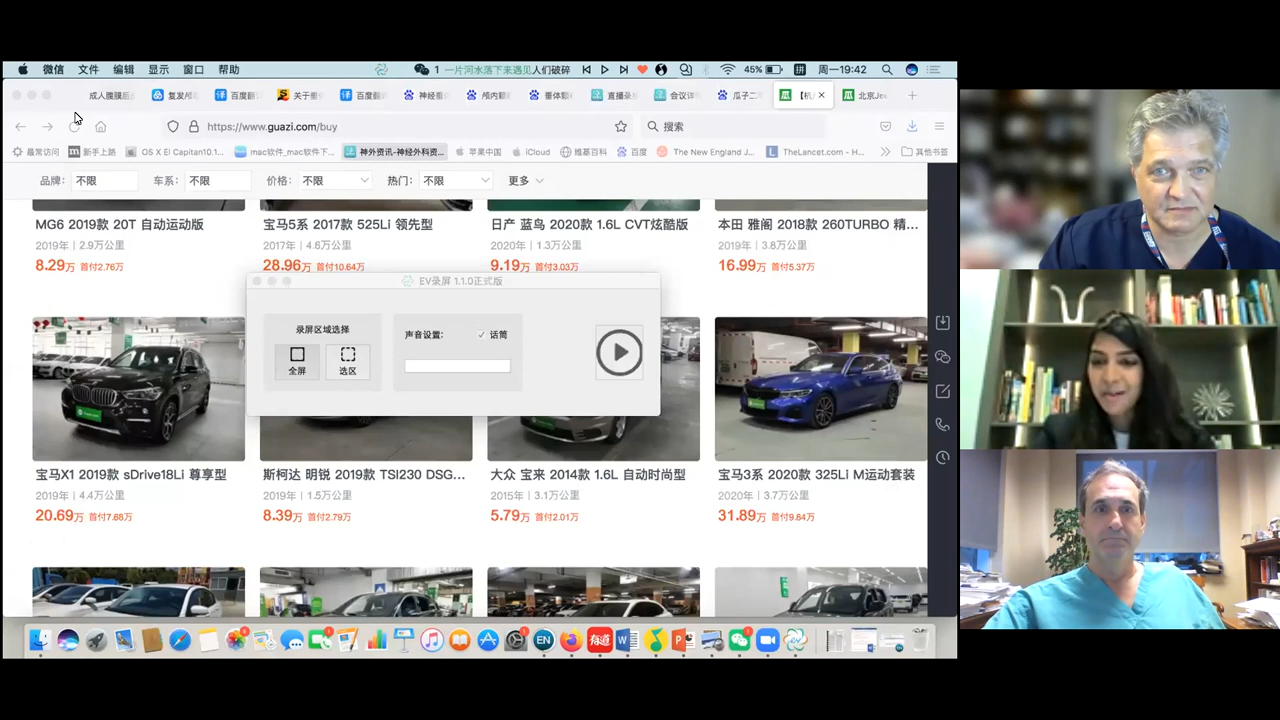 微信 文件 编辑 显示 窗口 帮助
1 一片河水落下来遇见人们破碎 45% 拼 周一19:42
成人髓膜后 复发颅 百度翻译 关于垂 百度翻 神经垂 颅内颗 垂体颗 直播录 会议详 瓜子二 【杭 北京Je
https://www.guazi.com/buy 搜索
最常访问 新手上路 OS X El Capitan10.1... mac软件_mac软件下... 神外资讯-神经外科资... 苹果中国 iCloud 维基百科 百度 The New England J... TheLancet.com - H... 其他书签
品牌: 不限 车系: 不限 价格: 不限 热门: 不限 更多
MG6 2019款 20T 自动运动版 宝马5系 2017款 525Li 领先型 日产 蓝鸟 2020款 1.6L CVT炫酷版 本田 雅阁 2018款 260TURBO 精...
2019年 | 2.9万公里 2017年 | 4.6万公里 2020年 | 1.3万公里 2019年 | 3.8万公里
8.29万 首付2.76万 28.96万 首付10.64万 9.19万 首付3.03万 16.99万 首付5.37万
EV录屏 1.1.0正式版
录屏区域选择 声音设置: 话筒
全屏 选区
宝马X1 2019款 sDrive18Li 尊享型 斯柯达 明锐 2019款 TSI230 DSG... 大众 宝来 2014款 1.6L 自动时尚型 宝马3系 2020款 325Li M运动套装
2019年 | 4.4万公里 2019年 | 1.5万公里 2015年 | 3.1万公里 2020年 | 3.7万公里
20.69万 首付7.68万 8.39万 首付2.79万 5.79万 首付2.01万 31.89万 首付9.84万
EN 有道 W P